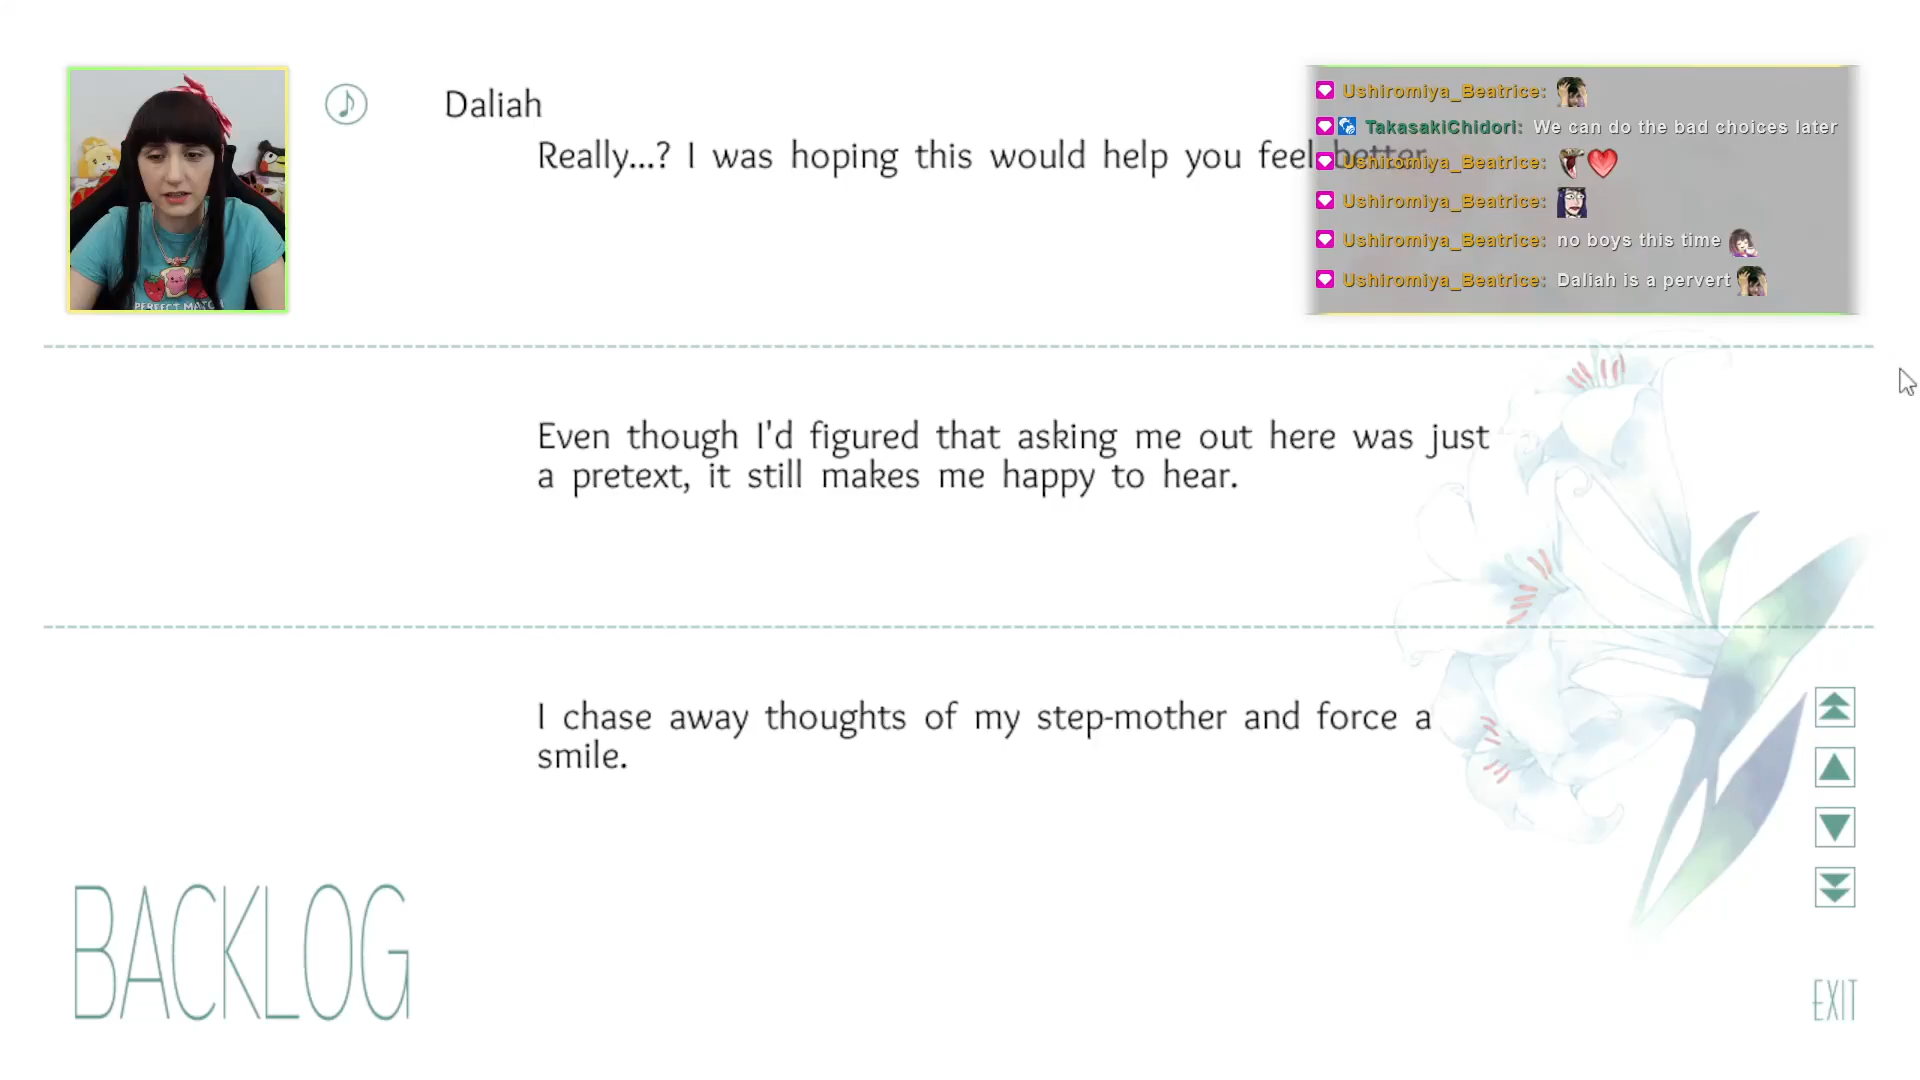 Daliah
Really...? I was hoping this would help you feel better.
Ushiromiya_Beatrice:
TakasakiChidori: We can do the bad choices later
Ushiromiya_Beatrice:
Ushiromiya_Beatrice:
Ushiromiya_Beatrice: no boys this time
Ushiromiya_Beatrice: Daliah is a pervert
PERFECT MATCH
Even though I'd figured that asking me out here was just
a pretext, it still makes me happy to hear.
I chase away thoughts of my step-mother and force a
smile.
BACKLOG
EXIT